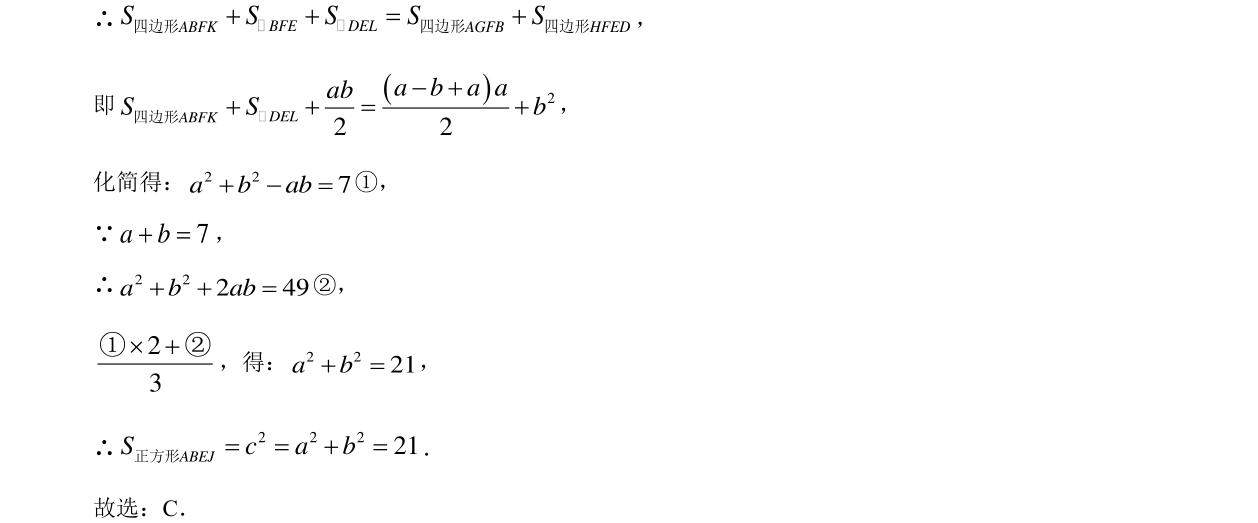 ∴ S四边形ABFK + S□BFE + S□DEL = S四边形AGFB + S四边形HFED，
即 S四边形ABFK + S□DEL + ab/2 = (a−b+a)a/2 + b²，
化简得：a² + b² − ab = 7①，
∵ a + b = 7，
∴ a² + b² + 2ab = 49②，
①×2+②/3，得：a² + b² = 21，
∴ S正方形ABEJ = c² = a² + b² = 21．
故选：C．